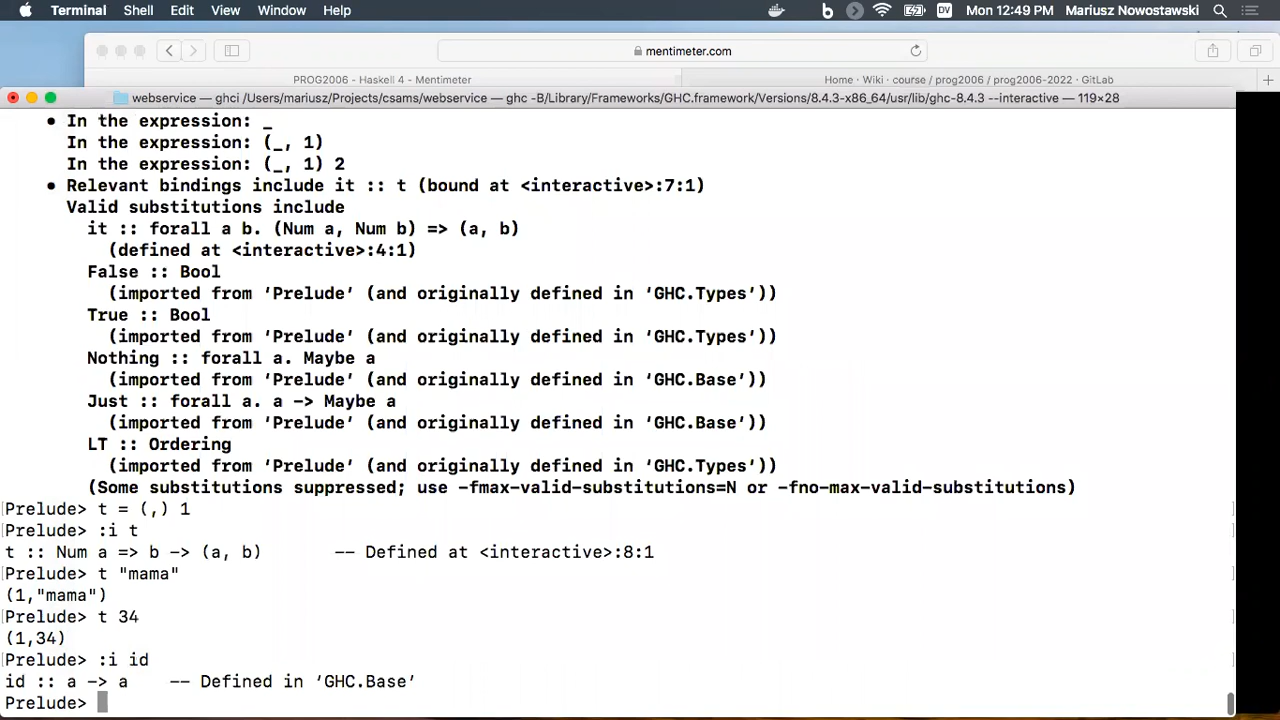 Terminal Shell Edit View Window Help Mon 12:49 PM Mariusz Nowostawski
mentimeter.com
PROG2006 - Haskell 4 - Mentimeter Home · Wiki · course / prog2006 / prog2006-2022 · GitLab
webservice — ghci /Users/mariusz/Projects/csams/webservice — ghc -B/Library/Frameworks/GHC.framework/Versions/8.4.3-x86_64/usr/lib/ghc-8.4.3 --interactive — 119×28
• In the expression: _
In the expression: (_, 1)
In the expression: (_, 1) 2
• Relevant bindings include it :: t (bound at <interactive>:7:1)
Valid substitutions include
it :: forall a b. (Num a, Num b) => (a, b)
(defined at <interactive>:4:1)
False :: Bool
(imported from ‘Prelude’ (and originally defined in ‘GHC.Types’))
True :: Bool
(imported from ‘Prelude’ (and originally defined in ‘GHC.Types’))
Nothing :: forall a. Maybe a
(imported from ‘Prelude’ (and originally defined in ‘GHC.Base’))
Just :: forall a. a -> Maybe a
(imported from ‘Prelude’ (and originally defined in ‘GHC.Base’))
LT :: Ordering
(imported from ‘Prelude’ (and originally defined in ‘GHC.Types’))
(Some substitutions suppressed; use -fmax-valid-substitutions=N or -fno-max-valid-substitutions)
Prelude> t = (,) 1
Prelude> :i t
t :: Num a => b -> (a, b) -- Defined at <interactive>:8:1
Prelude> t "mama"
(1,"mama")
Prelude> t 34
(1,34)
Prelude> :i id
id :: a -> a -- Defined in ‘GHC.Base’
Prelude>